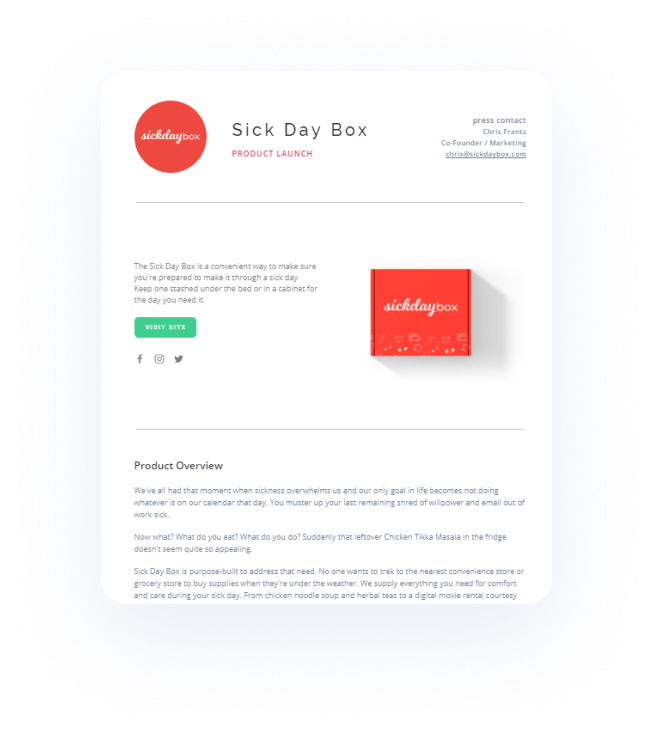 sickdaybox
Sick Day Box
PRODUCT LAUNCH
press contact
Chris Frantz
Co-Founder / Marketing
chris@sickdaybox.com
The Sick Day Box is a convenient way to make sure
you're prepared to make it through a sick day.
Keep one stashed under the bed or in a cabinet for
the day you need it.
VISIT SITE
sickdaybox
Product Overview
We've all had that moment when sickness overwhelms us and our only goal in life becomes not doing
whatever is on our calendar that day. You muster up your last remaining shred of willpower and email out of
work sick.
Now what? What do you eat? What do you do? Suddenly that leftover Chicken Tikka Masala in the fridge
doesn't seem quite so appealing.
Sick Day Box is purpose-built to address that need. No one wants to trek to the nearest convenience store or
grocery store to buy supplies when they're under the weather. We supply everything you need for comfort
and care during your sick day. From chicken noodle soup and herbal teas to a digital movie rental courtesy